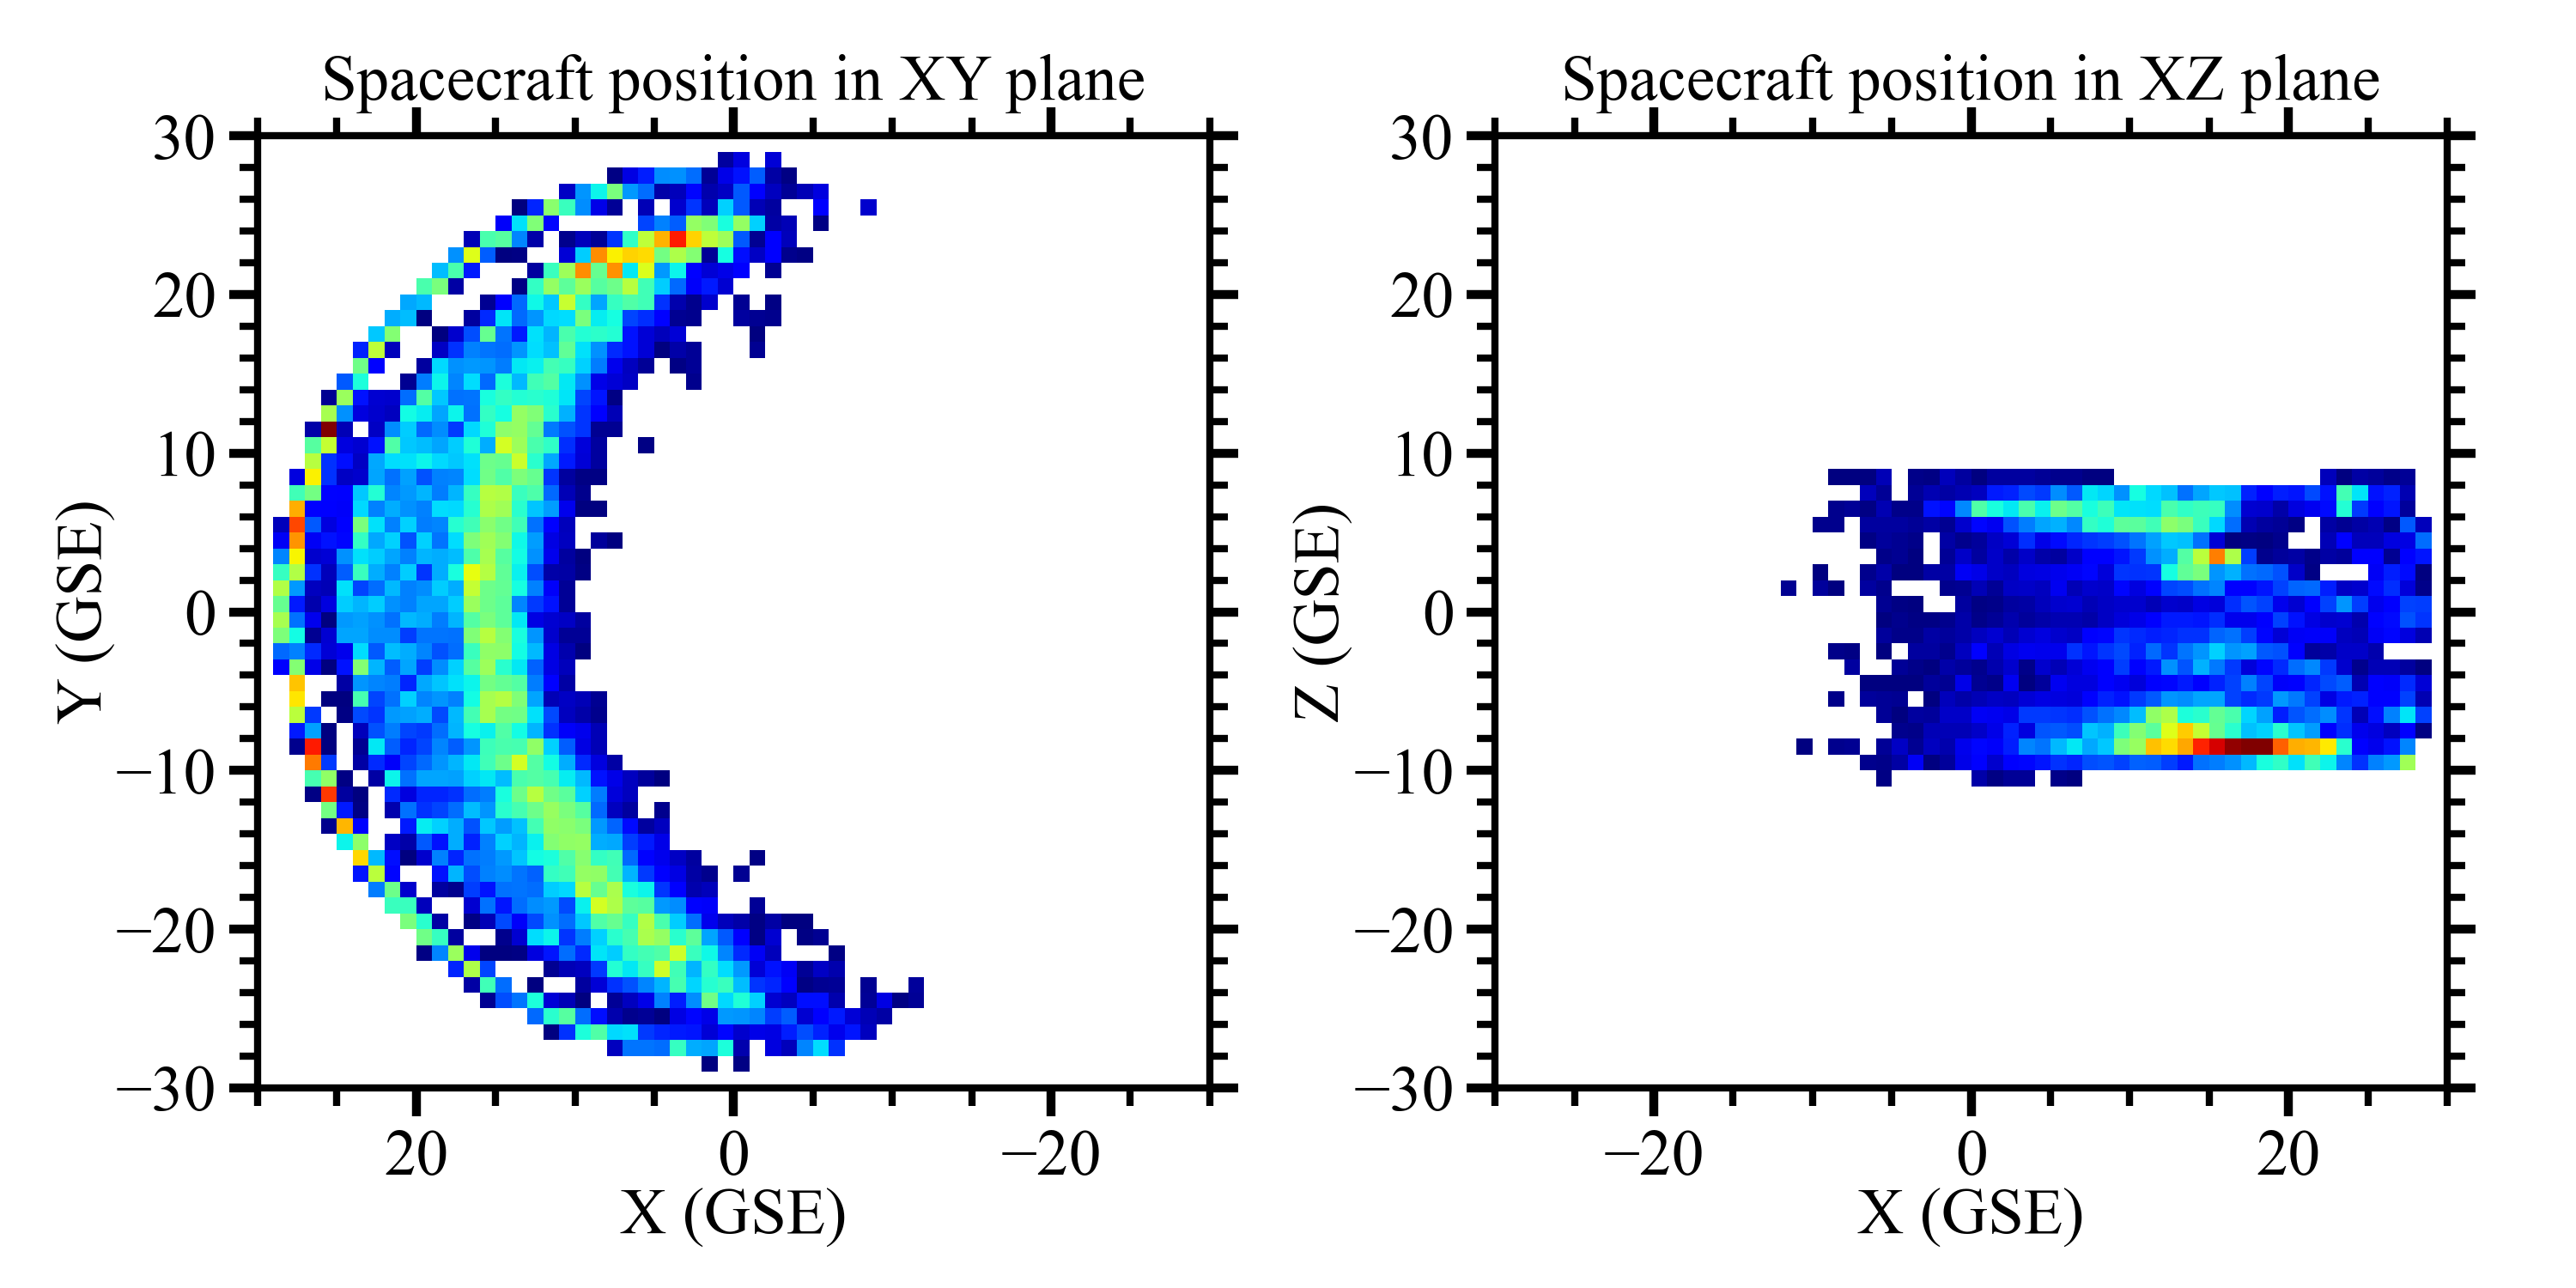 Spacecraft position in XY plane
30
20
10
0
−10
−20
−30
Y (GSE)
20 0 −20
X (GSE)
Spacecraft position in XZ plane
30
20
10
0
−10
−20
−30
Z (GSE)
−20 0 20
X (GSE)